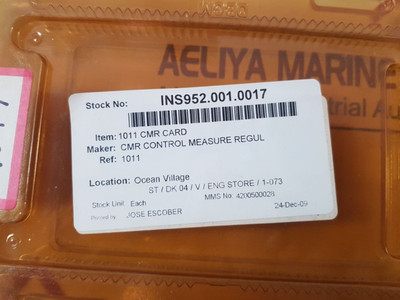 AELIYA MARINE
Stock No: INS952.001.0017
Item: 1011 CMR CARD
Maker: CMR CONTROL MEASURE REGUL
Ref: 1011
Location: Ocean Village
ST / DK 04 / V / ENG STORE / 1-073
Stock Unit Each
MMS No 4200500028
Printed by JOSE ESCOBER
24-Dec-09